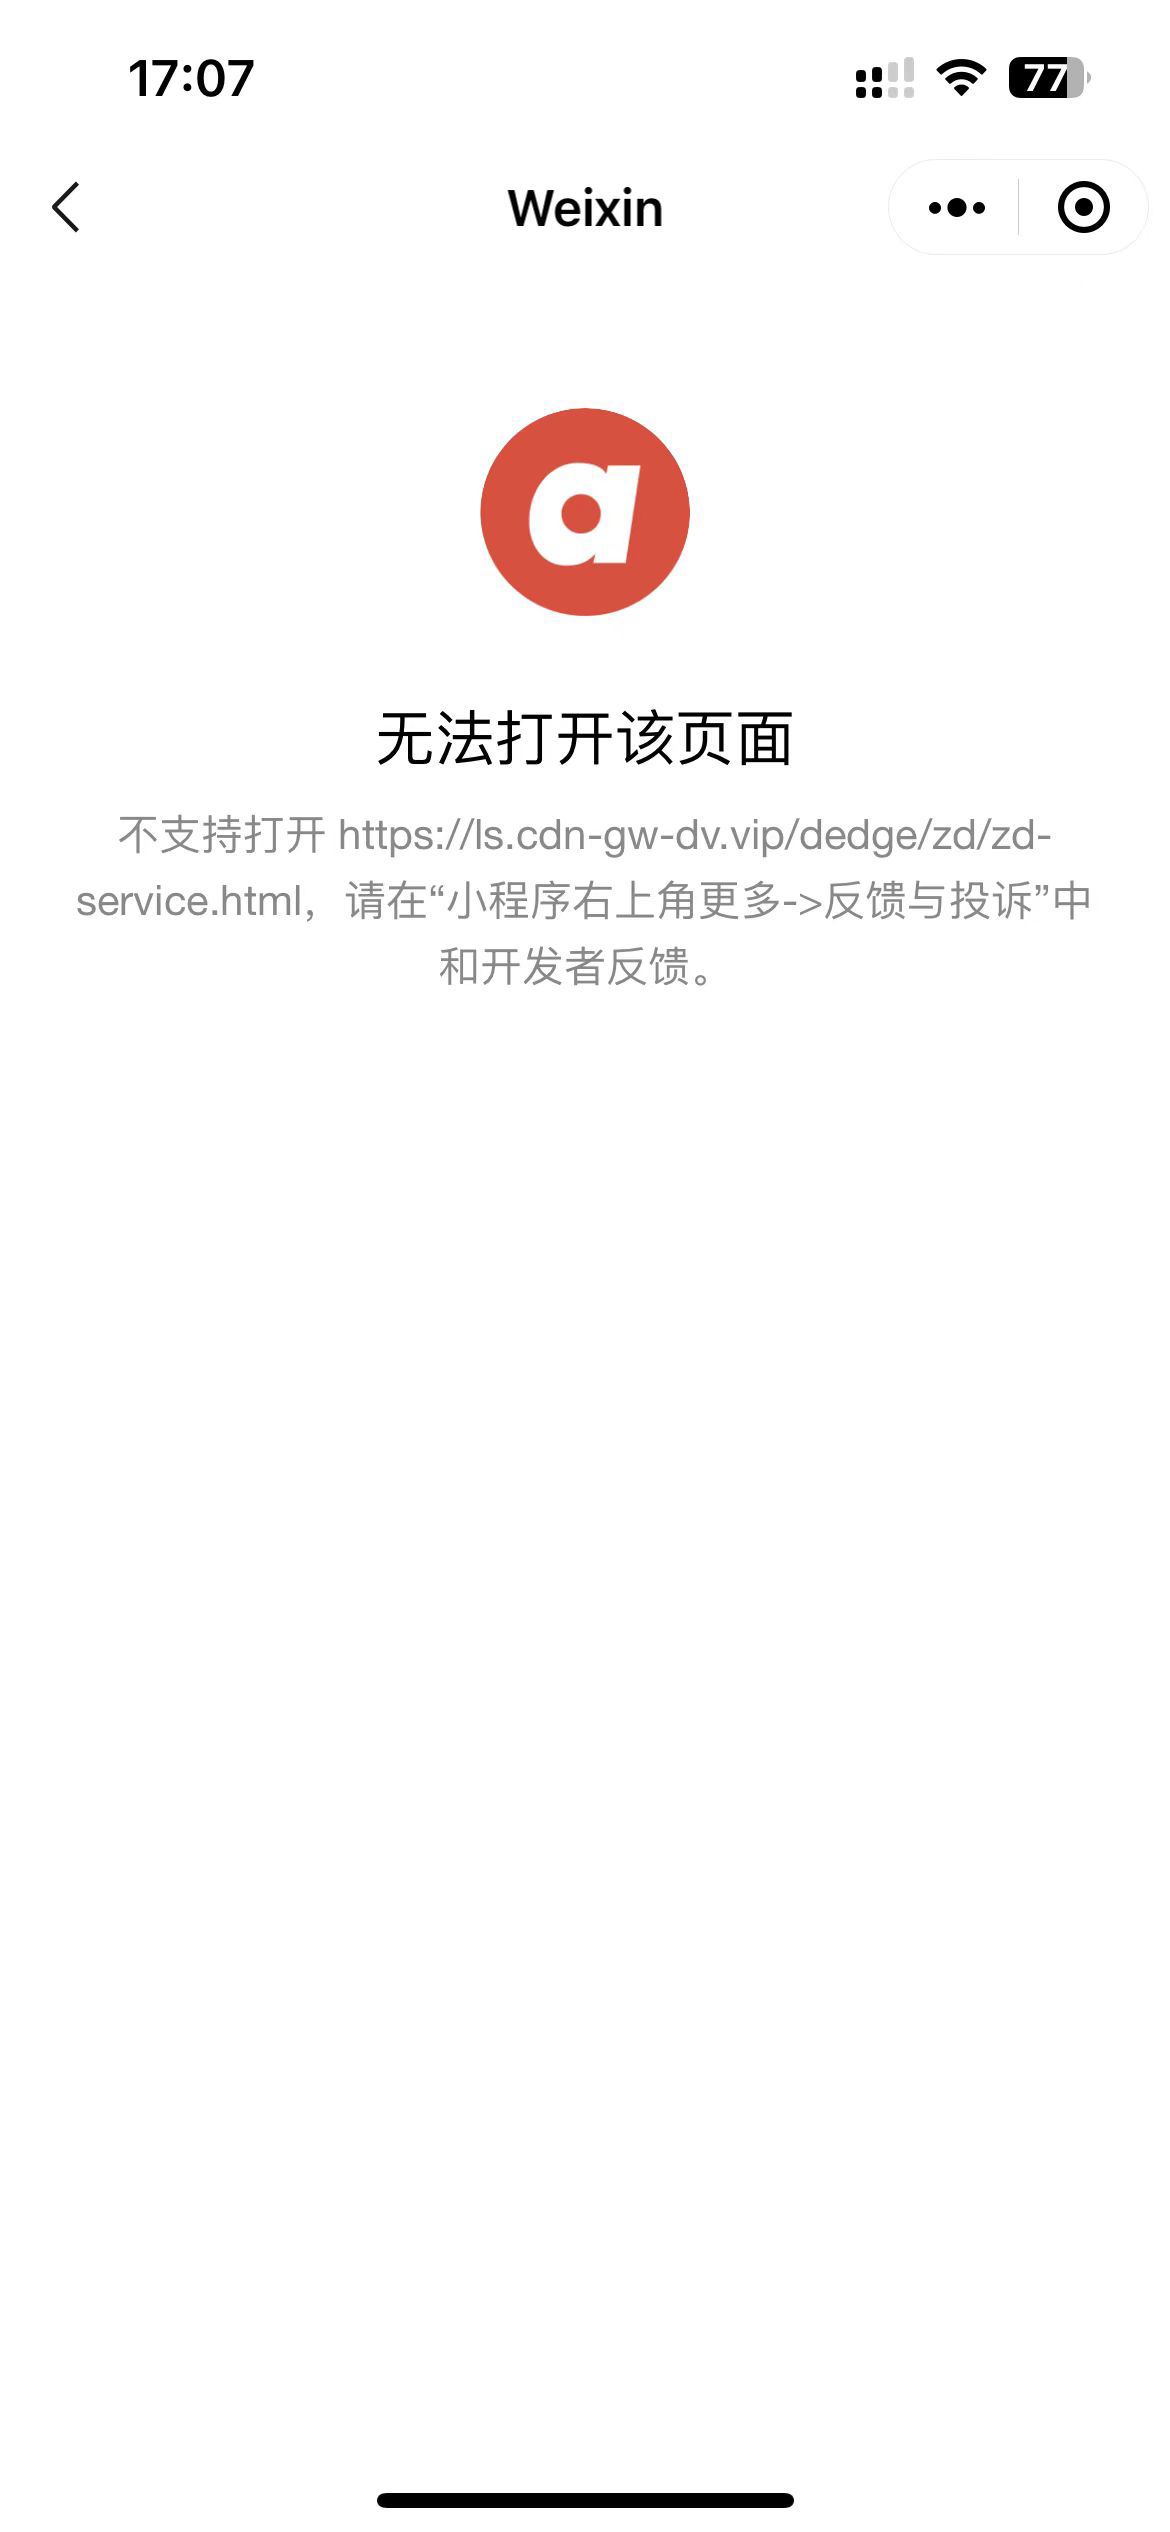 17:07
77
Weixin
a
无法打开该页面
不支持打开 https://ls.cdn-gw-dv.vip/dedge/zd/zd-
service.html，请在“小程序右上角更多->反馈与投诉”中
和开发者反馈。